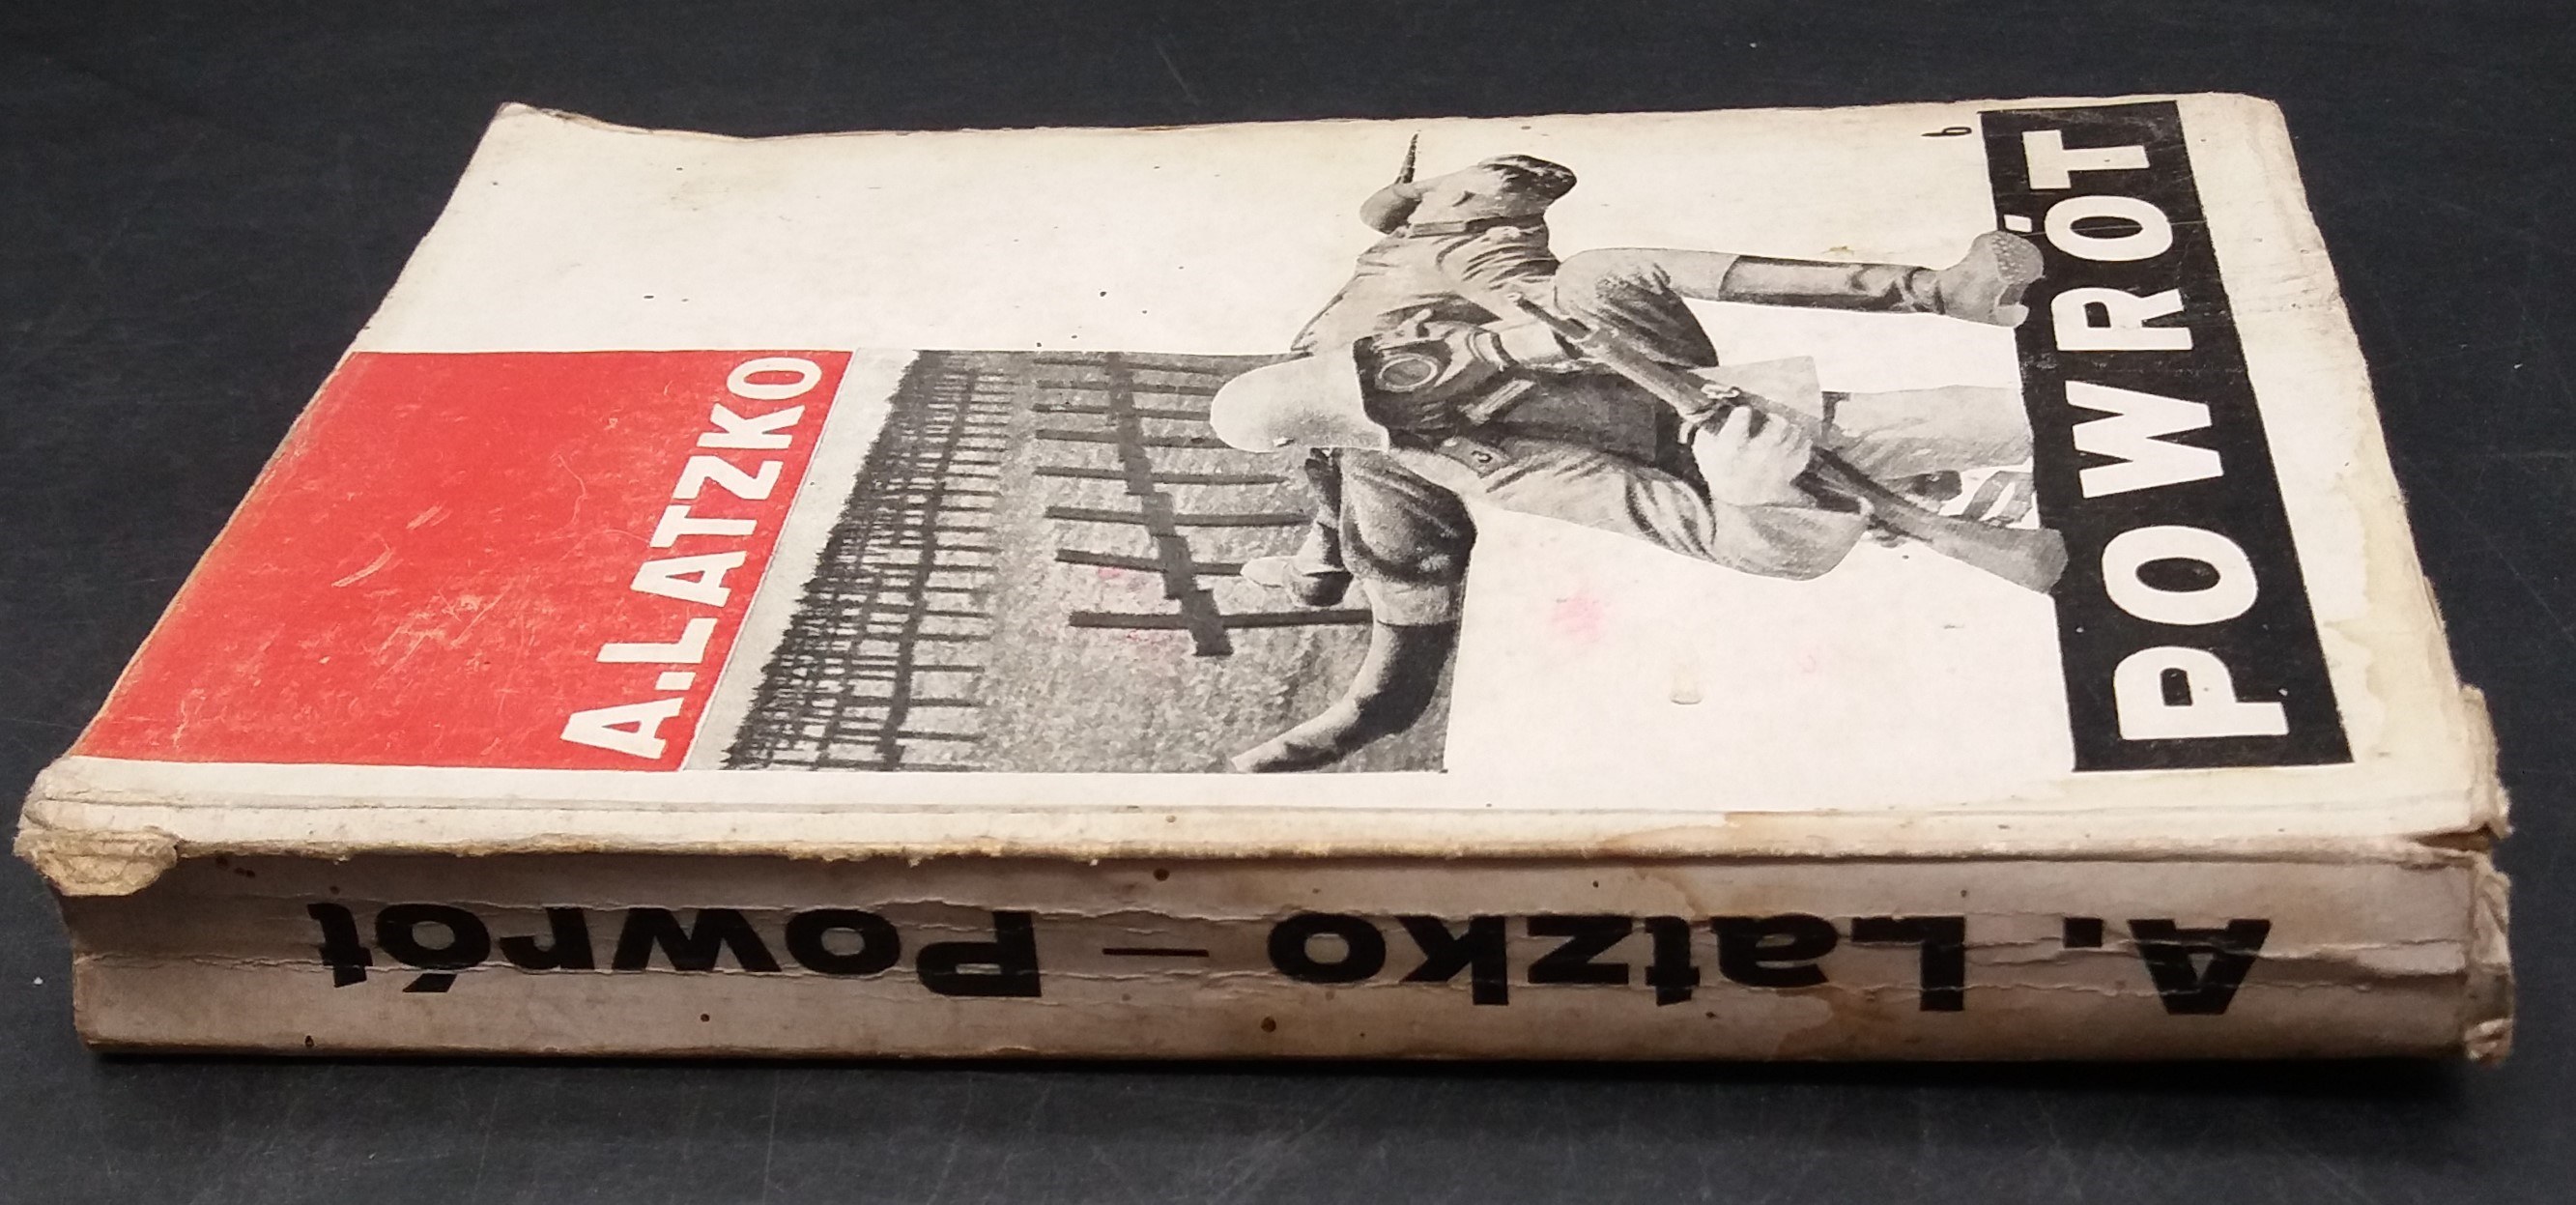 A. LATZKO
POWRÓT
b
A. Latzko — Powrót